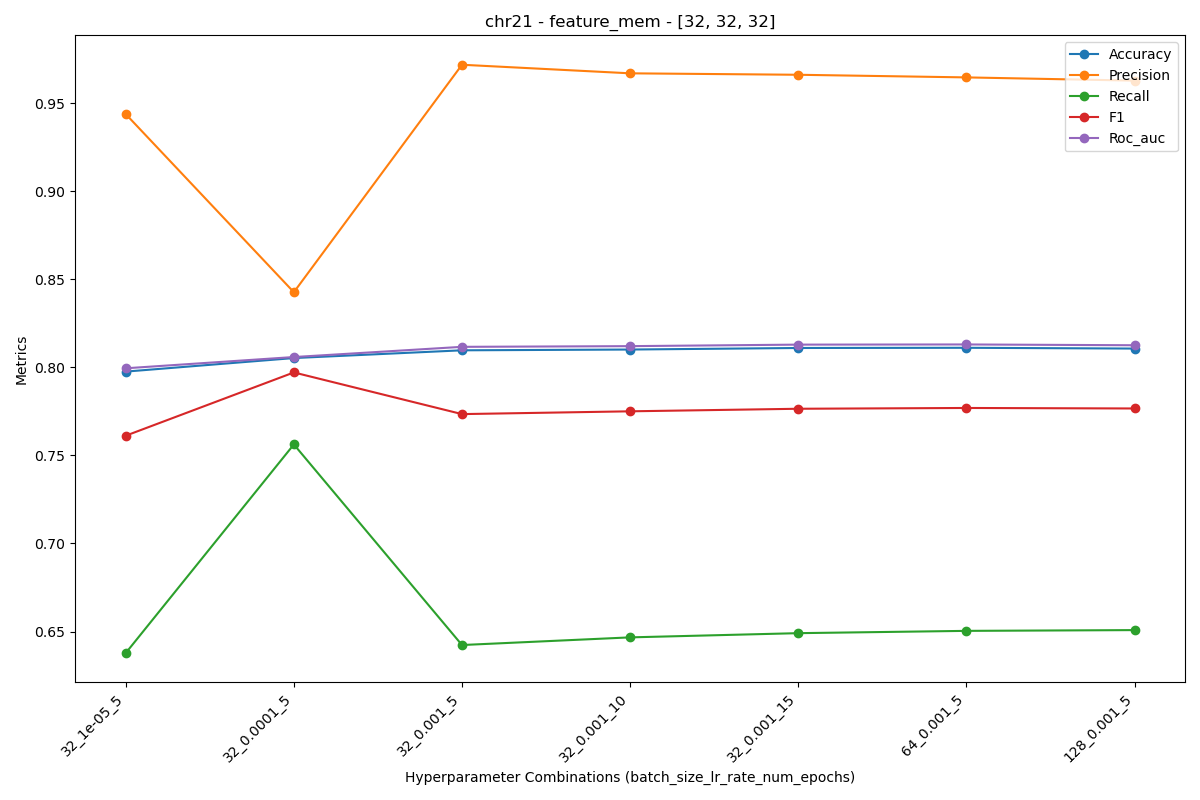 chr21 - feature_mem - [32, 32, 32]
Accuracy
Precision
Recall
F1
Roc_auc
Metrics
0.95
0.90
0.85
0.80
0.75
0.70
0.65
32_1e-05_5
32_0.0001_5
32_0.001_5
32_0.001_10
32_0.001_15
64_0.001_5
128_0.001_5
Hyperparameter Combinations (batch_size_lr_rate_num_epochs)